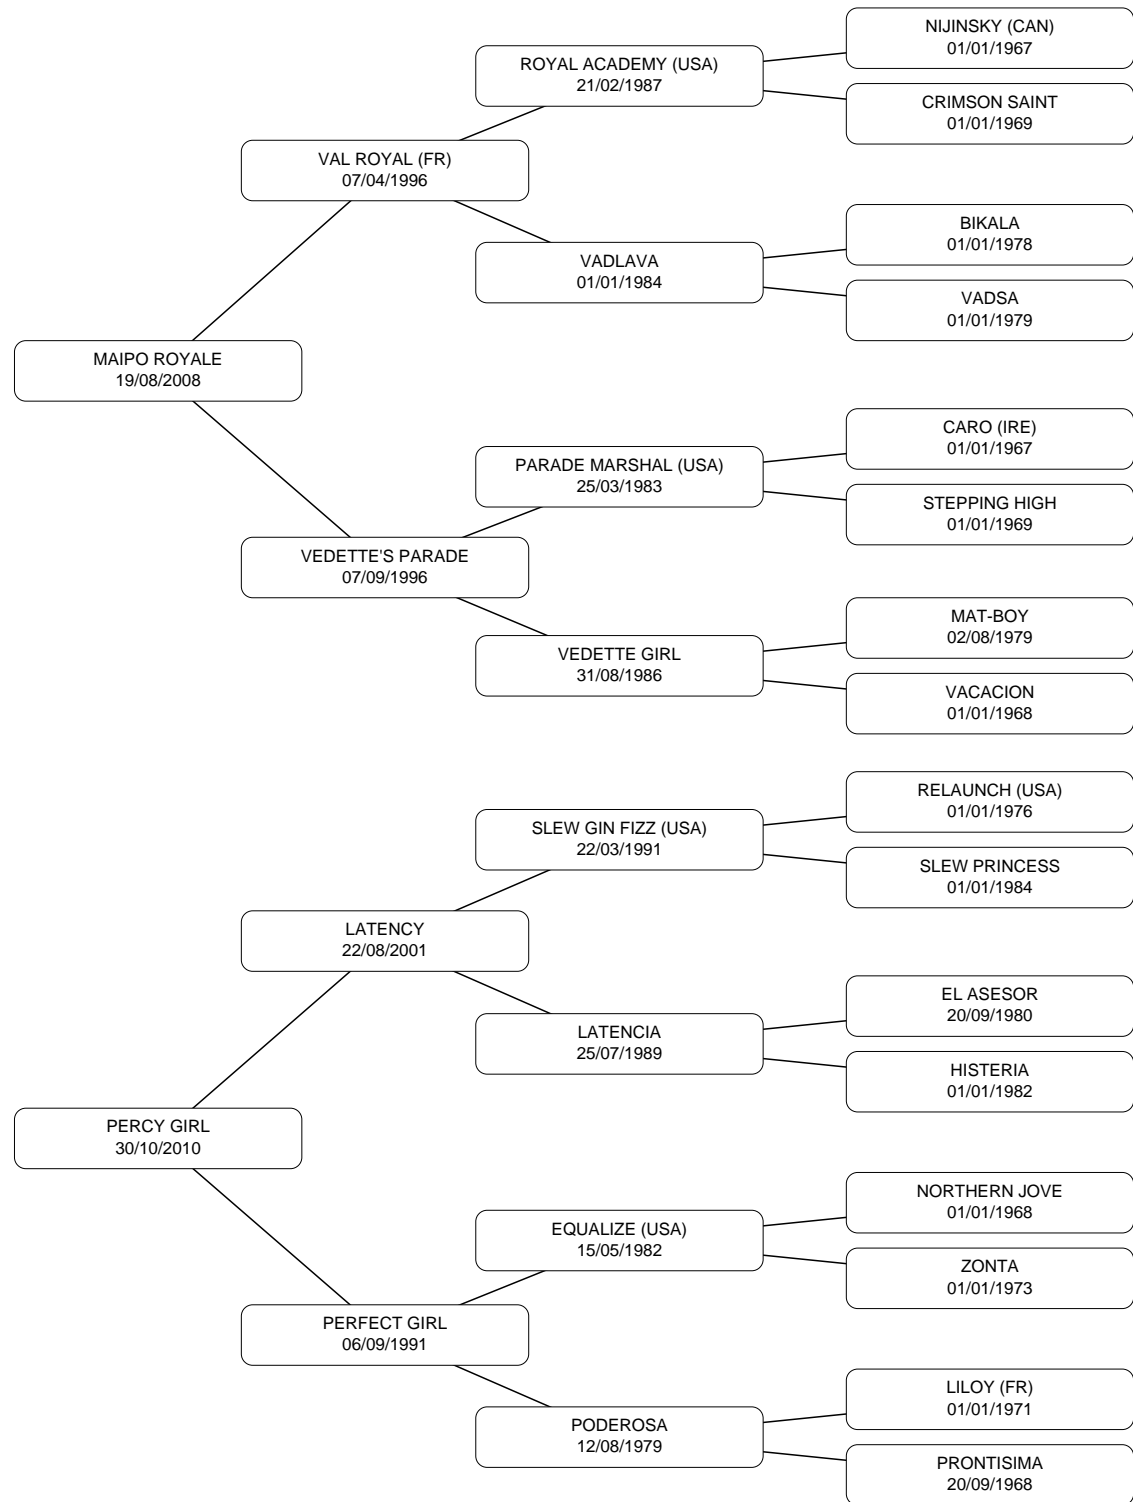 NIJINSKY (CAN)
01/01/1967
ROYAL ACADEMY (USA)
21/02/1987
CRIMSON SAINT
01/01/1969
VAL ROYAL (FR)
07/04/1996
BIKALA
01/01/1978
VADLAVA
01/01/1984
VADSA
01/01/1979
MAIPO ROYALE
19/08/2008
CARO (IRE)
01/01/1967
PARADE MARSHAL (USA)
25/03/1983
STEPPING HIGH
01/01/1969
VEDETTE'S PARADE
07/09/1996
MAT-BOY
02/08/1979
VEDETTE GIRL
31/08/1986
VACACION
01/01/1968
RELAUNCH (USA)
01/01/1976
SLEW GIN FIZZ (USA)
22/03/1991
SLEW PRINCESS
01/01/1984
LATENCY
22/08/2001
EL ASESOR
20/09/1980
LATENCIA
25/07/1989
HISTERIA
01/01/1982
PERCY GIRL
30/10/2010
NORTHERN JOVE
01/01/1968
EQUALIZE (USA)
15/05/1982
ZONTA
01/01/1973
PERFECT GIRL
06/09/1991
LILOY (FR)
01/01/1971
PODEROSA
12/08/1979
PRONTISIMA
20/09/1968